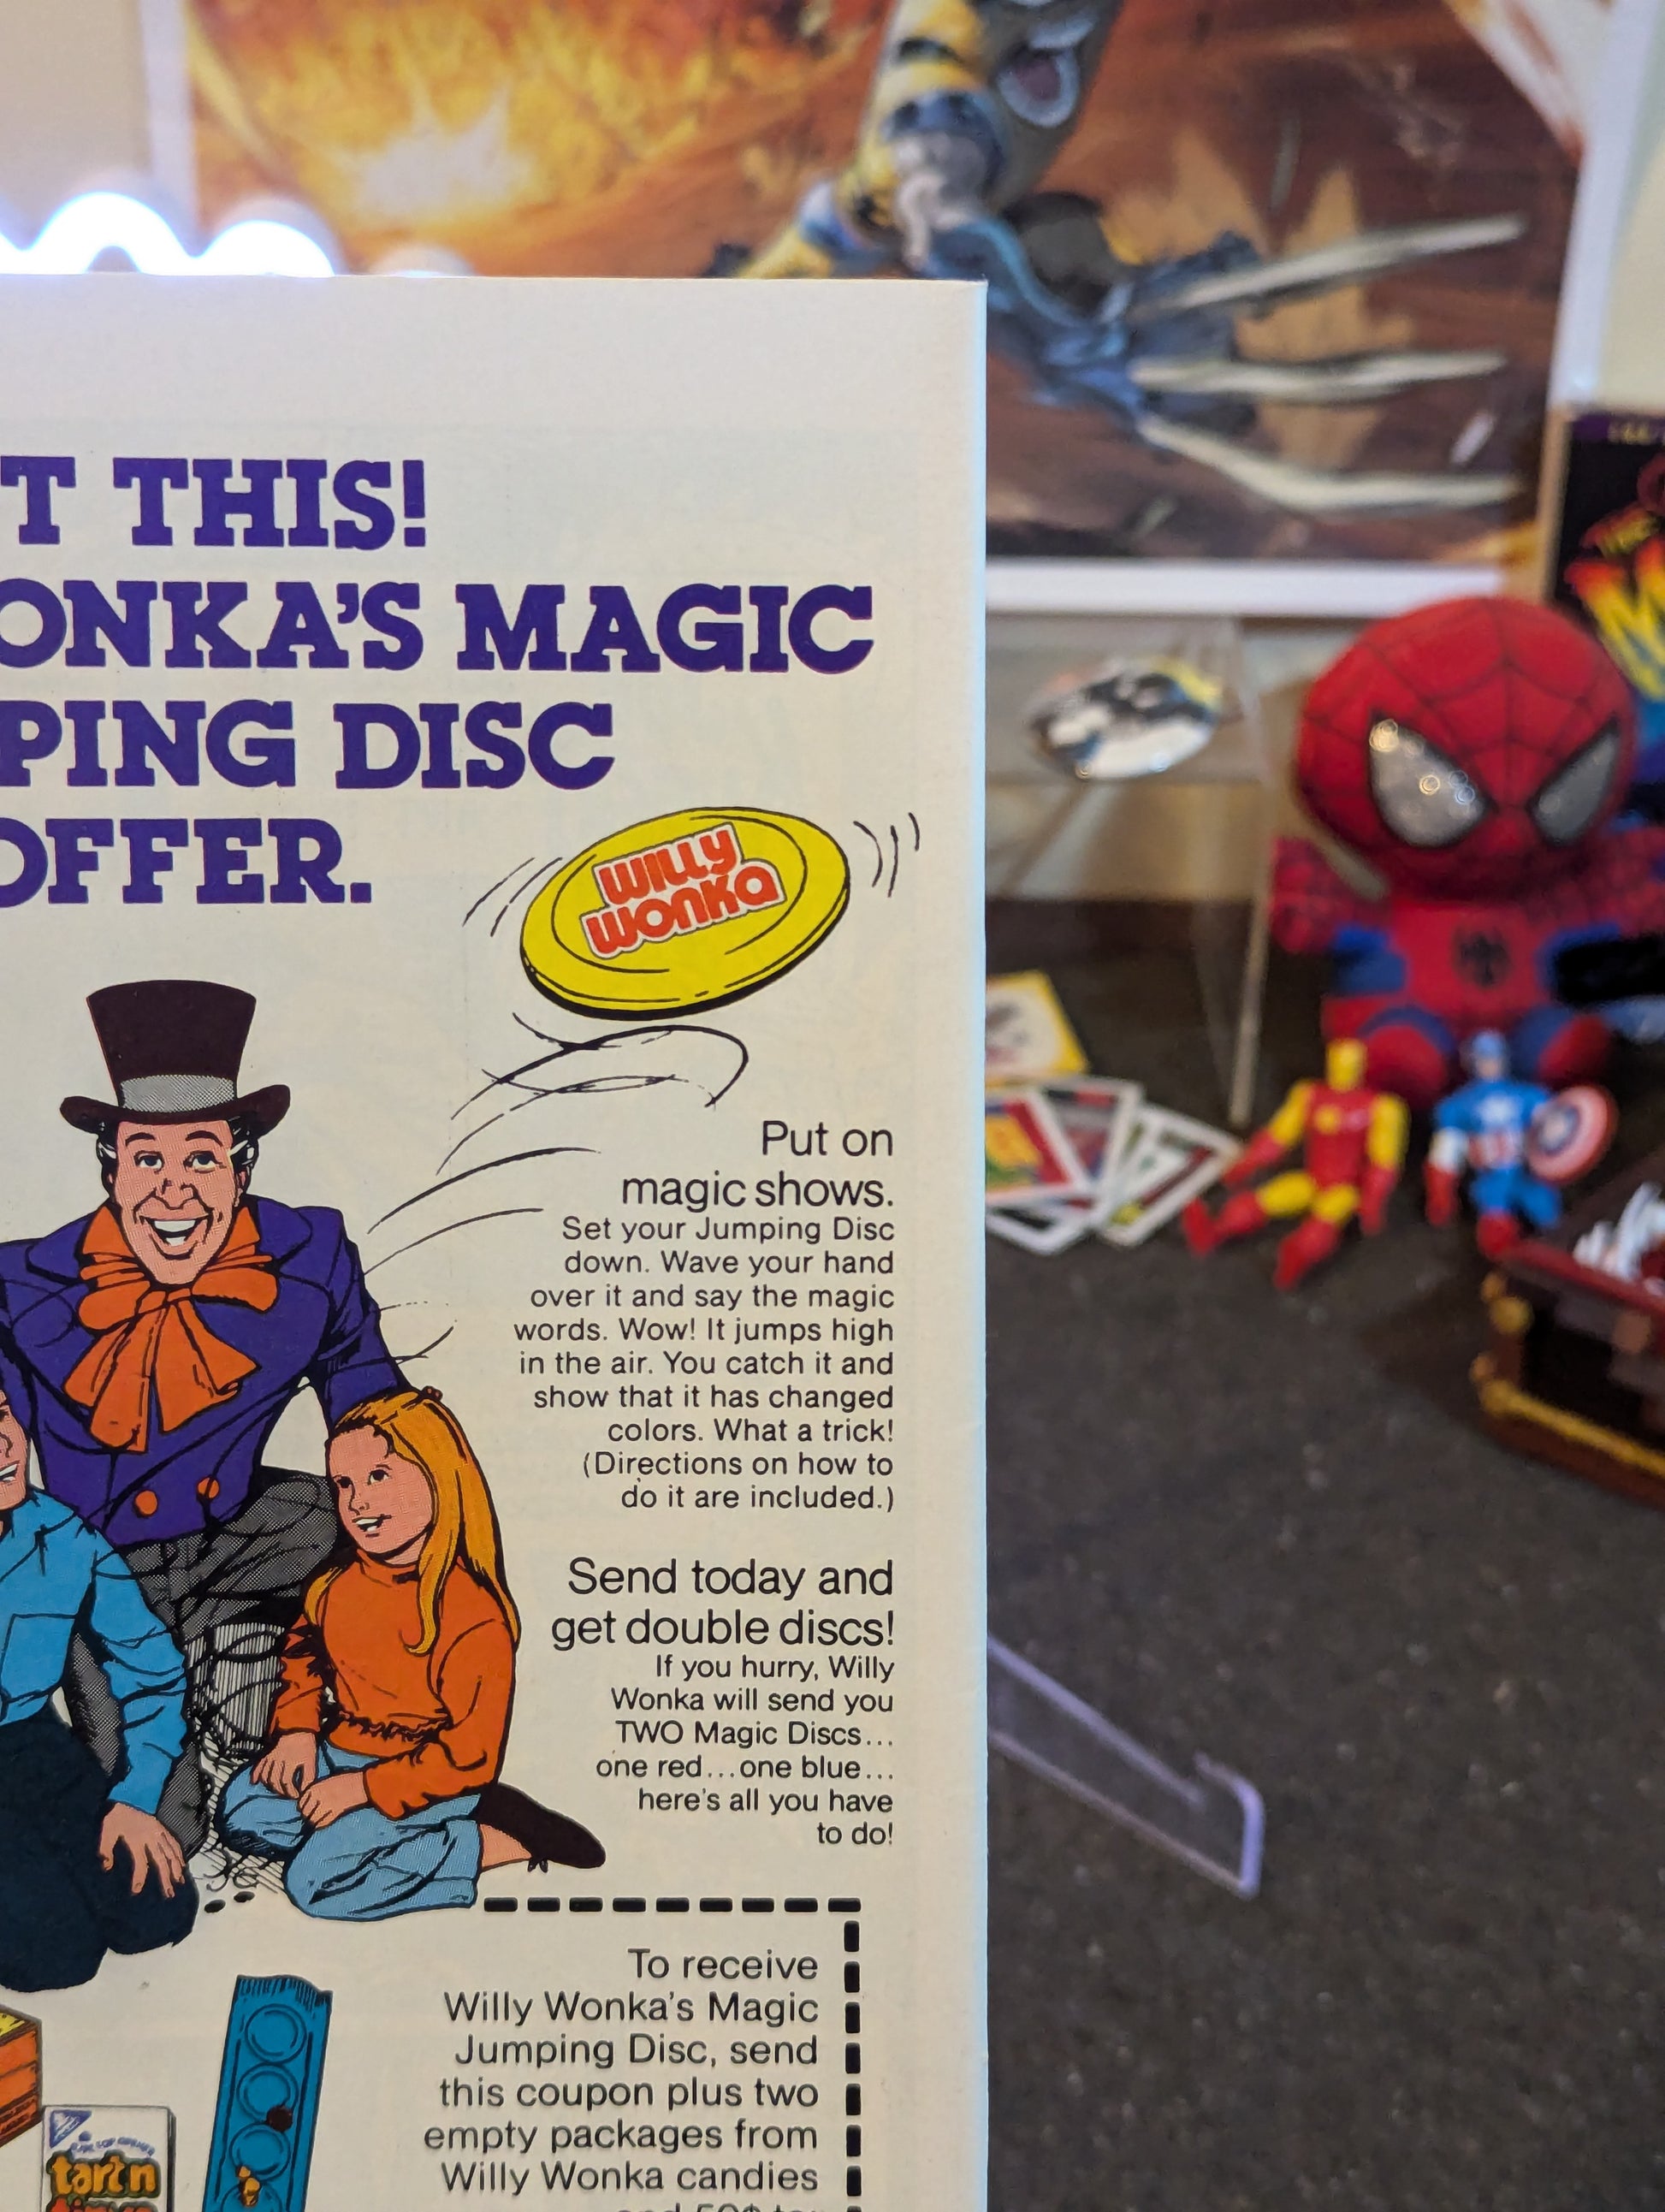 T THIS!
ONKA'S MAGIC
PING DISC
OFFER.
WILLY
WONKA
Put on
magic shows.
Set your Jumping Disc
down. Wave your hand
over it and say the magic
words. Wow! It jumps high
in the air. You catch it and
show that it has changed
colors. What a trick!
(Directions on how to
do it are included.)
Send today and
get double discs!
If you hurry, Willy
Wonka will send you
TWO Magic Discs...
one red...one blue...
here's all you have
to do!
To receive
Willy Wonka's Magic
Jumping Disc, send
this coupon plus two
empty packages from
Willy Wonka candies
and 50¢ for
tart n